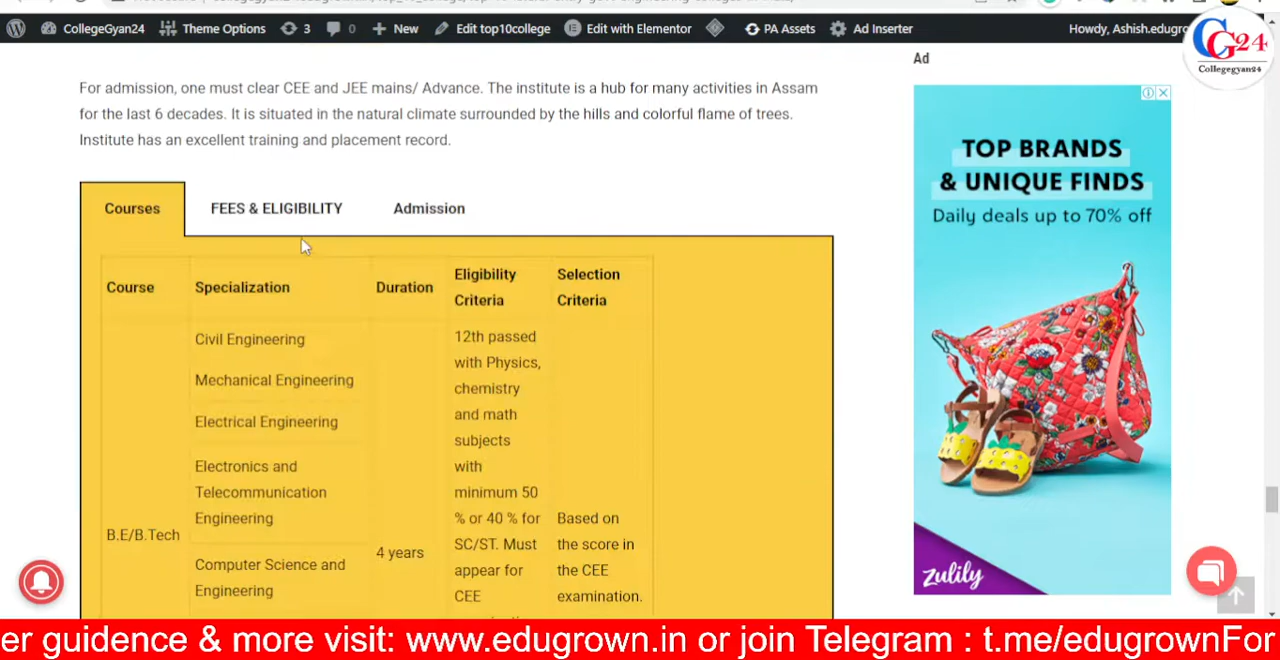 CollegeGyan24 Theme Options 3 0 New Edit top10college Edit with Elementor PA Assets Ad Inserter Howdy, Ashish.edugro
CG24
Collegegyan24
Ad
For admission, one must clear CEE and JEE mains/ Advance. The institute is a hub for many activities in Assam
for the last 6 decades. It is situated in the natural climate surrounded by the hills and colorful flame of trees.
Institute has an excellent training and placement record.
Courses FEES & ELIGIBILITY Admission
Course Specialization Duration Eligibility Criteria Selection Criteria
Civil Engineering
Mechanical Engineering
Electrical Engineering
Electronics and
Telecommunication
Engineering
Computer Science and
Engineering
B.E/B.Tech
4 years
12th passed
with Physics,
chemistry
and math
subjects
with
minimum 50
% or 40 % for
SC/ST. Must
appear for
CEE
Based on
the score in
the CEE
examination.
TOP BRANDS
& UNIQUE FINDS
Daily deals up to 70% off
zulily
er guidence & more visit: www.edugrown.in or join Telegram : t.me/edugrownFor